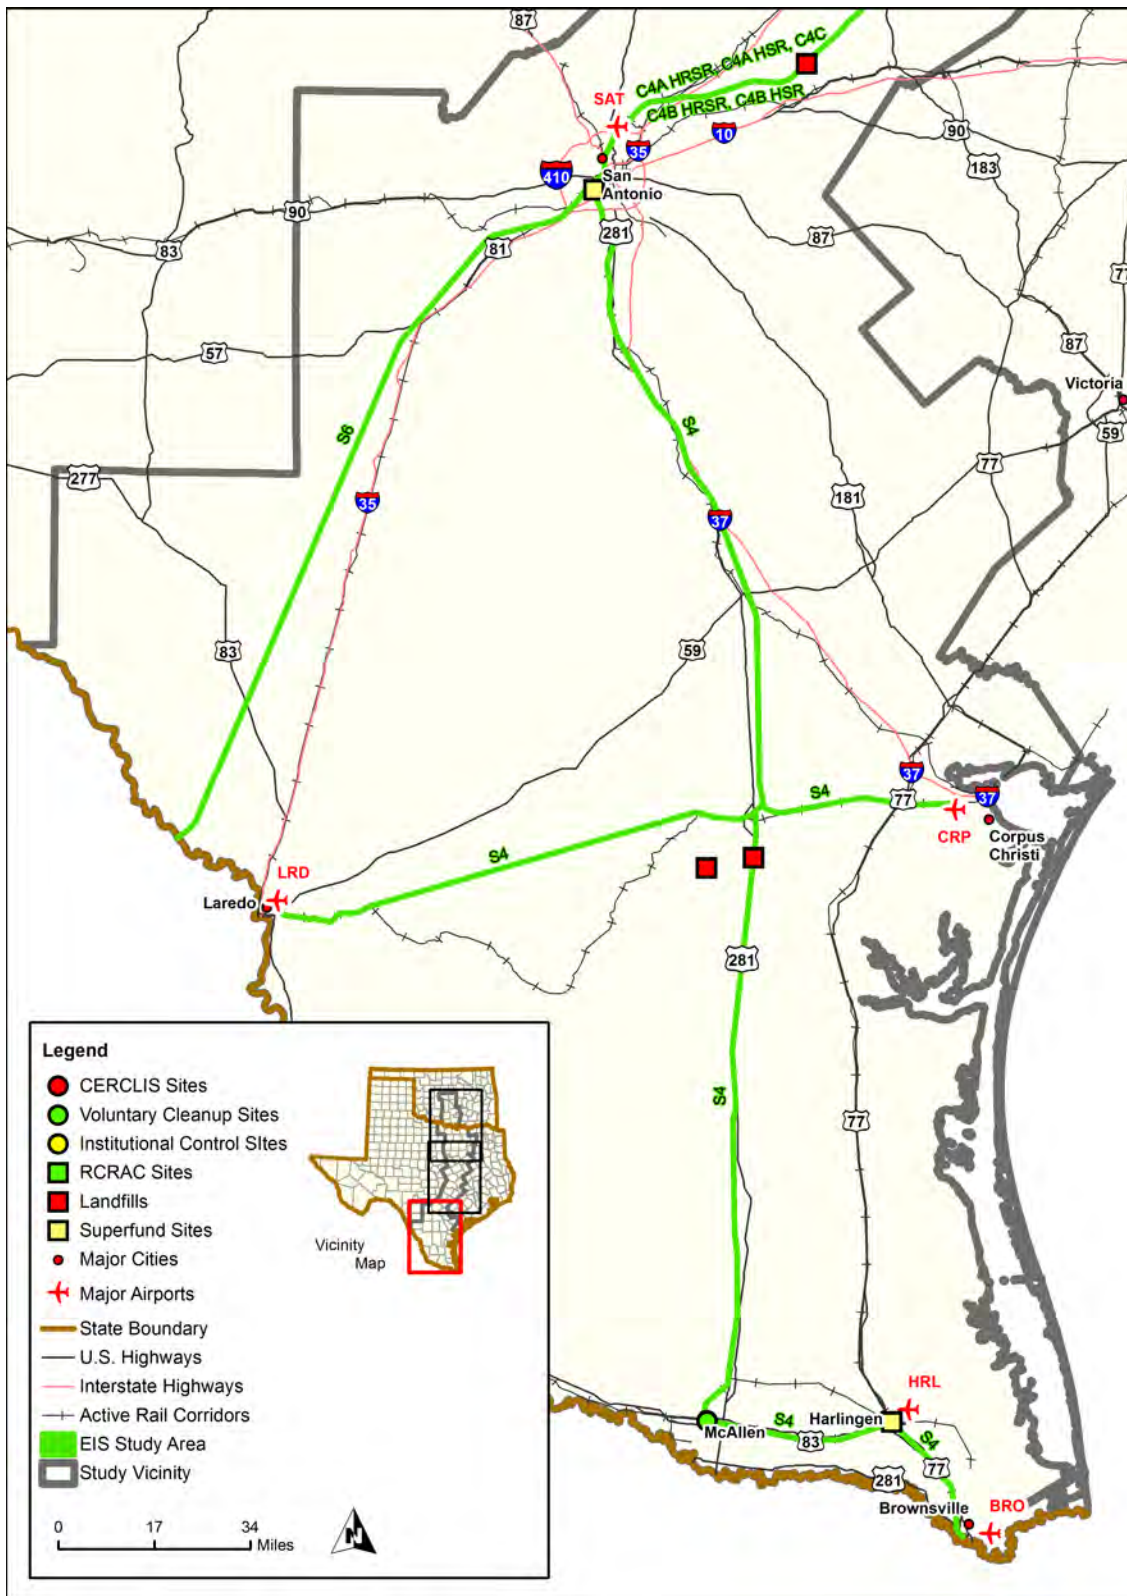 87
C4A HRSR, C4A HSR, C4C
SAT
C4B HRSR, C4B HSR
10
90
35
183
410
San
Antonio
90
281
87
83
81
77
57
87
Victoria
S6
S4
59
277
77
35
181
37
83
59
37
77
37
S4
CRP
Corpus
Christi
S4
LRD
Laredo
281
S4
77
Legend
CERCLIS Sites
Voluntary Cleanup Sites
Institutional Control SItes
RCRAC Sites
Landfills
Superfund Sites
Major Cities
Major Airports
State Boundary
U.S. Highways
Interstate Highways
Active Rail Corridors
EIS Study Area
Study Vicinity
Vicinity
Map
0 17 34
Miles
N
HRL
S4
Harlingen
McAllen
83
S4
77
281
Brownsville
BRO